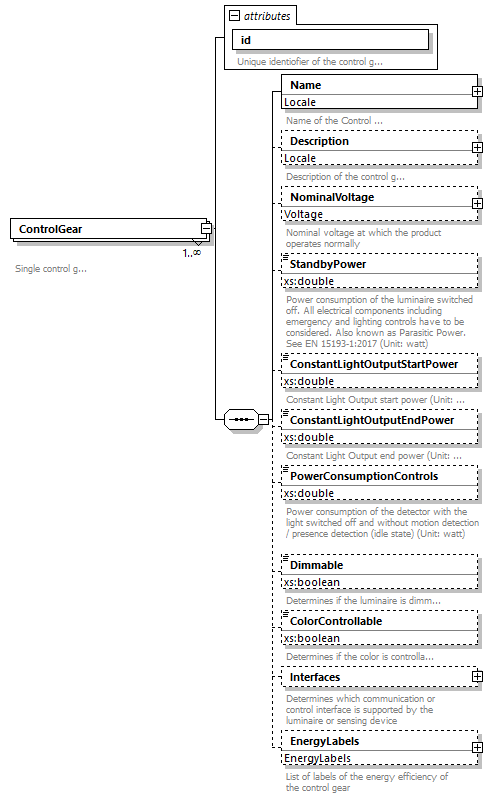 attributes
id
Unique identiofier of the control g...
Name
Locale
Name of the Control ...
Description
Locale
Description of the control g...
NominalVoltage
Voltage
Nominal voltage at which the product
operates normally
ControlGear
1..∞
Single control g...
StandbyPower
xs:double
Power consumption of the luminaire switched
off. All electrical components including
emergency and lighting controls have to be
considered. Also known as Parasitic Power.
See EN 15193-1:2017 (Unit: watt)
ConstantLightOutputStartPower
xs:double
Constant Light Output start power (Unit: ...
ConstantLightOutputEndPower
xs:double
Constant Light Output end power (Unit: ...
PowerConsumptionControls
xs:double
Power consumption of the detector with the
light switched off and without motion detection
/ presence detection (idle state) (Unit: watt)
Dimmable
xs:boolean
Determines if the luminaire is dimm...
ColorControllable
xs:boolean
Determines if the color is controlla...
Interfaces
Determines which communication or
control interface is supported by the
luminaire or sensing device
EnergyLabels
EnergyLabels
List of labels of the energy efficiency of
the control gear